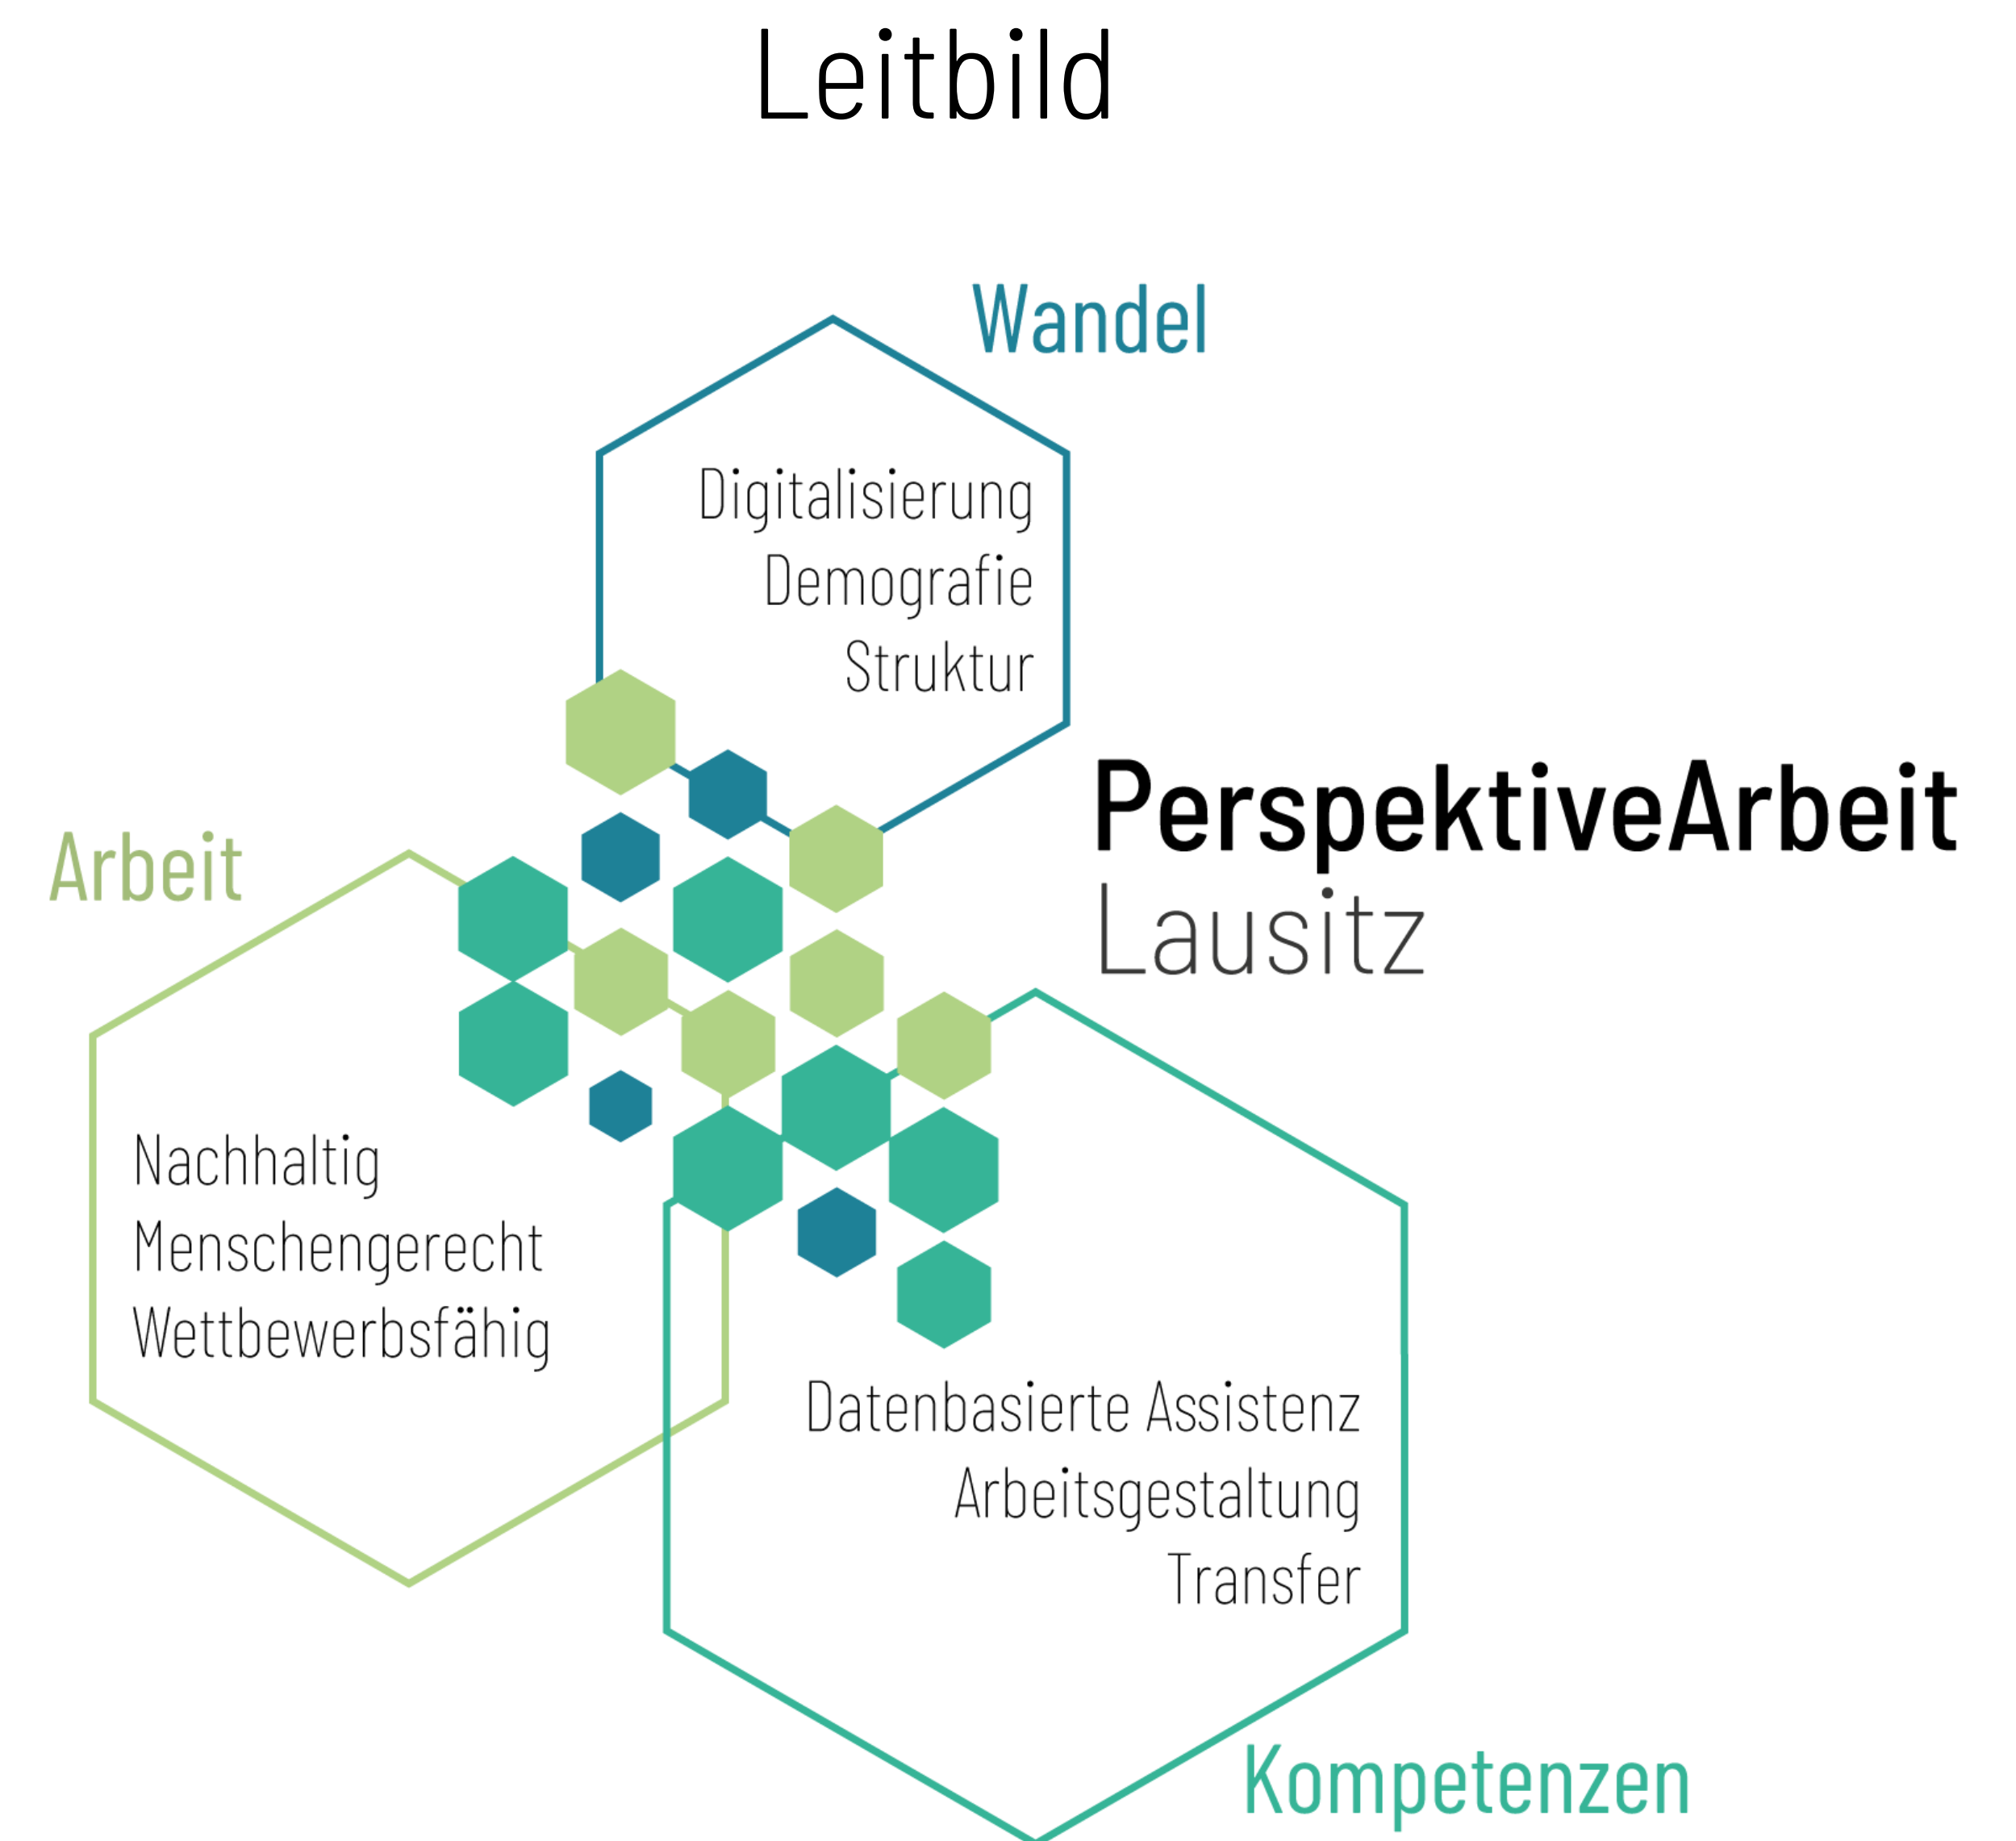 Leitbild
Wandel
Digitalisierung
Demografie
Struktur
PerspektiveArbeit
Lausitz
Arbeit
Nachhaltig
Menschengerecht
Wettbewerbsfähig
Datenbasierte Assistenz
Arbeitsgestaltung
Transfer
Kompetenzen